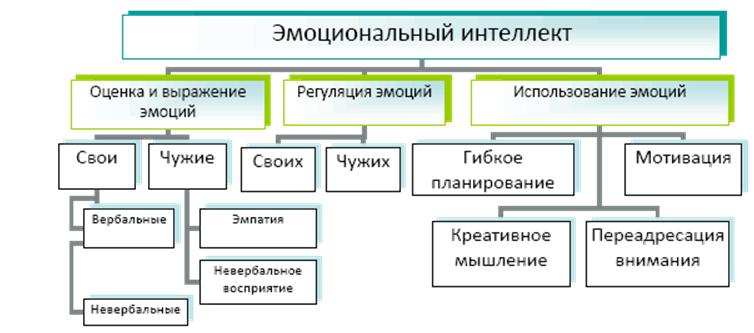 Эмоциональный интеллект
Оценка и выражение
эмоций
Регуляция эмоций
Использование эмоций
Свои
Чужие
Своих
Чужих
Гибкое
планирование
Мотивация
Вербальные
Эмпатия
Креативное
мышление
Переадресация
внимания
Невербальное
восприятие
Невербальные